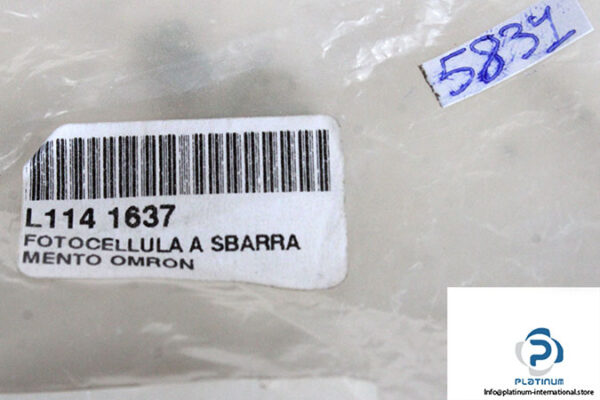 5831
L114 1637
FOTOCELLULA A SBARRA
MENTO OMRON
PLATINUM
Info@platinum-international.store